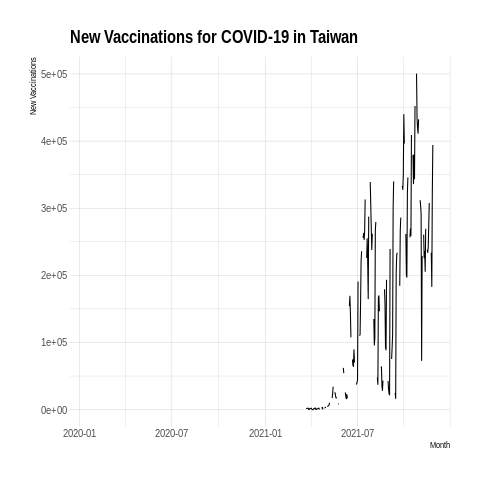 New Vaccinations for COVID-19 in Taiwan
New Vaccinations
5e+05
4e+05
3e+05
2e+05
1e+05
0e+00
2020-01 2020-07 2021-01 2021-07
Month